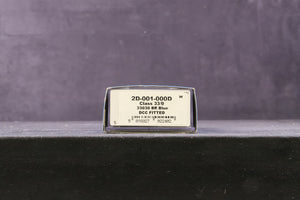 2D-001-000D
Class 33/0
33030 BR Blue
DCC FITTED